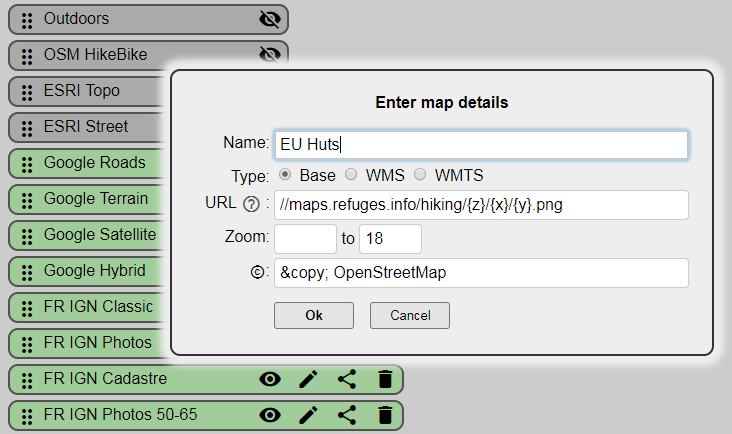 Outdoors
OSM HikeBike
ESRI Topo
ESRI Street
Google Roads
Google Terrain
Google Satellite
Google Hybrid
FR IGN Classic
FR IGN Photos
FR IGN Cadastre
FR IGN Photos 50-65
Enter map details
Name: EU Huts
Type: Base WMS WMTS
URL ? : //maps.refuges.info/hiking/{z}/{x}/{y}.png
Zoom: to 18
©: &copy; OpenStreetMap
Ok Cancel